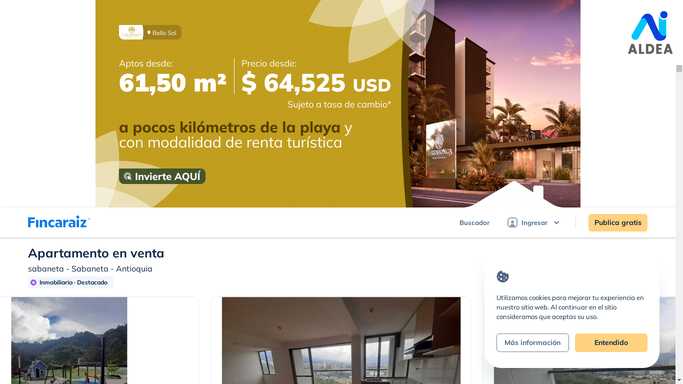 Bello Sol
Aptos desde:
61,50 m²
Precio desde:
$ 64,525 USD
Sujeto a tasa de cambio*
a pocos kilómetros de la playa y
con modalidad de renta turística
Invierte AQUÍ
ALDEA
Fincaraiz
Buscador
Ingresar
Publica gratis
Apartamento en venta
sabaneta - Sabaneta - Antioquia
Inmobiliaria · Destacado
Utilizamos cookies para mejorar tu experiencia en
nuestro sitio web. Al continuar en el sitio
consideramos que aceptas su uso.
Más información
Entendido